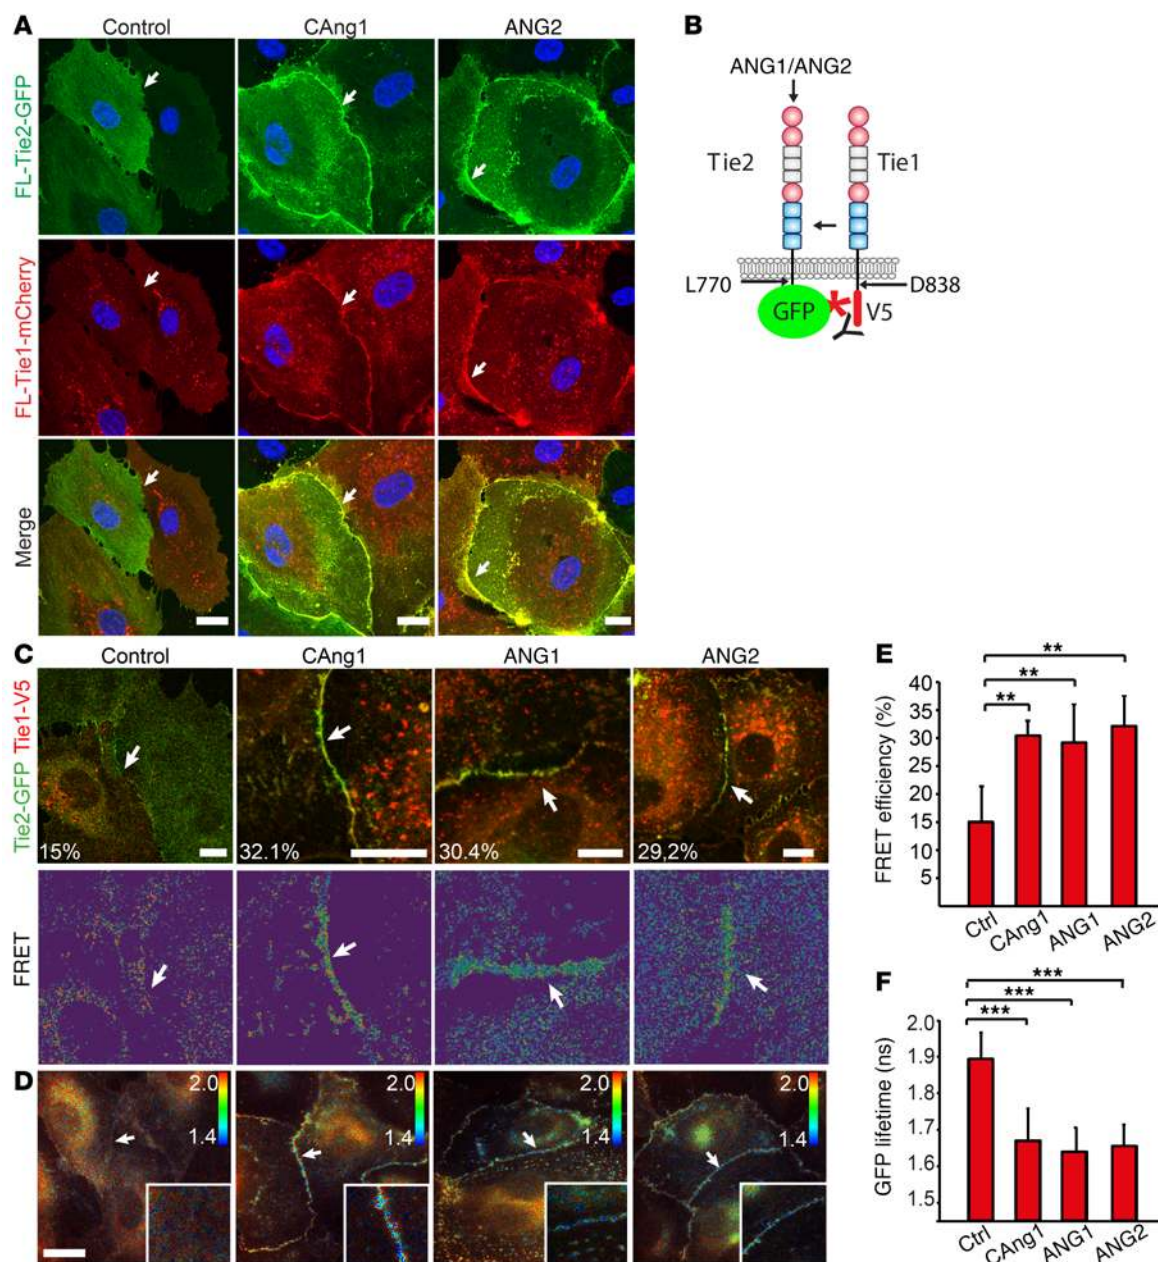 A
Control
CAng1
ANG2
FL-Tie2-GFP
FL-Tie1-mCherry
Merge
B
ANG1/ANG2
Tie2
Tie1
L770
D838
GFP
V5
C
Control
CAng1
ANG1
ANG2
Tie2-GFP Tie1-V5
15%
32.1%
30.4%
29,2%
FRET
D
2.0
1.4
2.0
1.4
2.0
1.4
2.0
1.4
E
**
**
**
FRET efficiency (%)
40
35
30
25
20
15
10
5
Ctrl
CAng1
ANG1
ANG2
F
***
***
***
GFP lifetime (ns)
2.0
1.9
1.8
1.7
1.6
1.5
Ctrl
CAng1
ANG1
ANG2